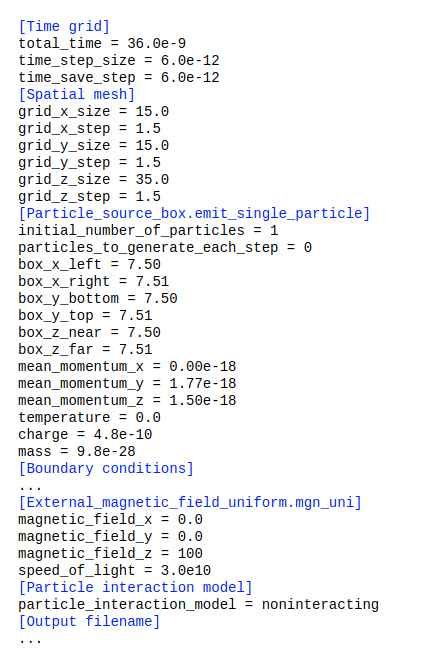 [Time grid]
total_time = 36.0e-9
time_step_size = 6.0e-12
time_save_step = 6.0e-12
[Spatial mesh]
grid_x_size = 15.0
grid_x_step = 1.5
grid_y_size = 15.0
grid_y_step = 1.5
grid_z_size = 35.0
grid_z_step = 1.5
[Particle_source_box.emit_single_particle]
initial_number_of_particles = 1
particles_to_generate_each_step = 0
box_x_left = 7.50
box_x_right = 7.51
box_y_bottom = 7.50
box_y_top = 7.51
box_z_near = 7.50
box_z_far = 7.51
mean_momentum_x = 0.00e-18
mean_momentum_y = 1.77e-18
mean_momentum_z = 1.50e-18
temperature = 0.0
charge = 4.8e-10
mass = 9.8e-28
[Boundary conditions]
...
[External_magnetic_field_uniform.mgn_uni]
magnetic_field_x = 0.0
magnetic_field_y = 0.0
magnetic_field_z = 100
speed_of_light = 3.0e10
[Particle interaction model]
particle_interaction_model = noninteracting
[Output filename]
...